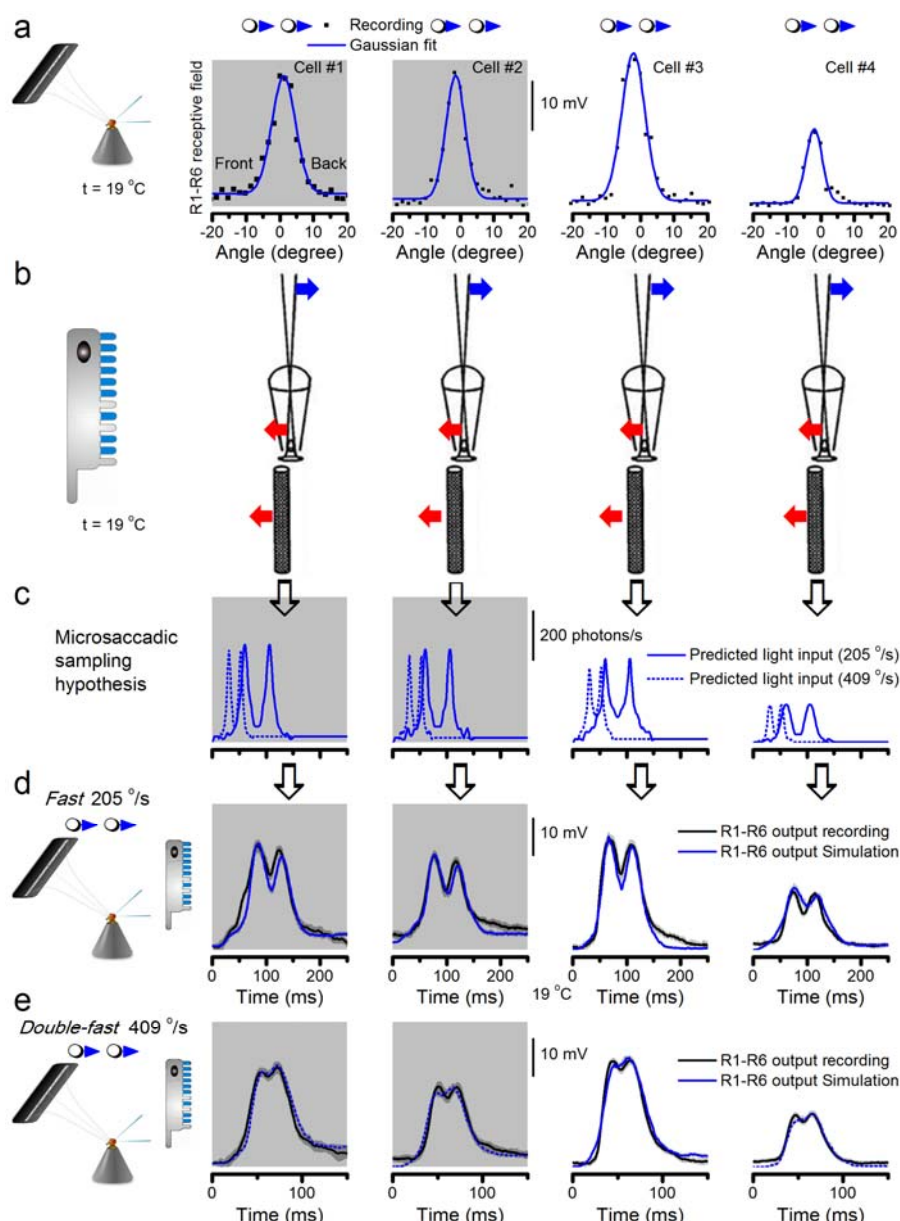 a
Recording
Gaussian fit
R1-R6 receptive field
Cell #1
Front
Back
Cell #2
10 mV
Cell #3
Cell #4
t = 19 °C
-20 -10 0 10 20
-20 -10 0 10 20
-20 -10 0 10 20
-20 -10 0 10 20
Angle (degree)
Angle (degree)
Angle (degree)
Angle (degree)
b
t = 19 °C
c
Microsaccadic
sampling
hypothesis
200 photons/s
Predicted light input (205 °/s)
Predicted light input (409 °/s)
d
Fast 205 °/s
10 mV
R1-R6 output recording
R1-R6 output Simulation
0 100 200
0 100 200
0 100 200
0 100 200
Time (ms)
Time (ms)
Time (ms)
Time (ms)
19 °C
e
Double-fast 409 °/s
10 mV
R1-R6 output recording
R1-R6 output Simulation
0 100
0 100
0 100
0 100
Time (ms)
Time (ms)
Time (ms)
Time (ms)